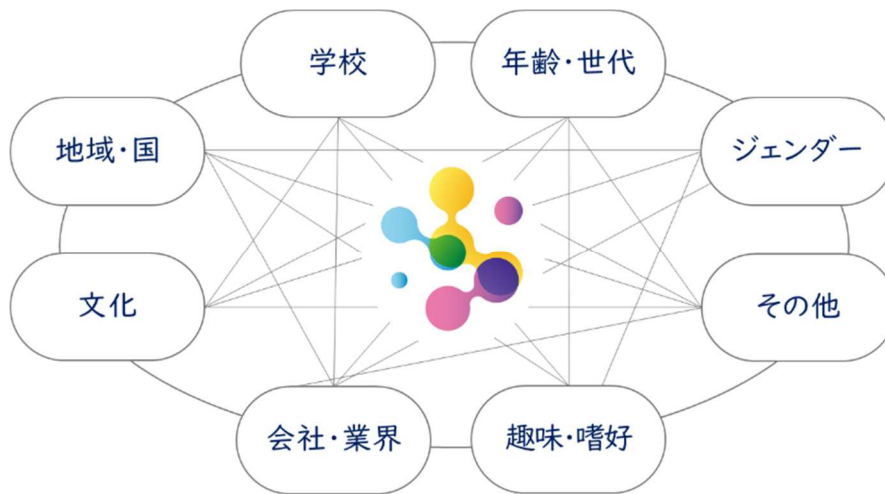 学校
年齢・世代
地域・国
ジェンダー
文化
その他
会社・業界
趣味・嗜好